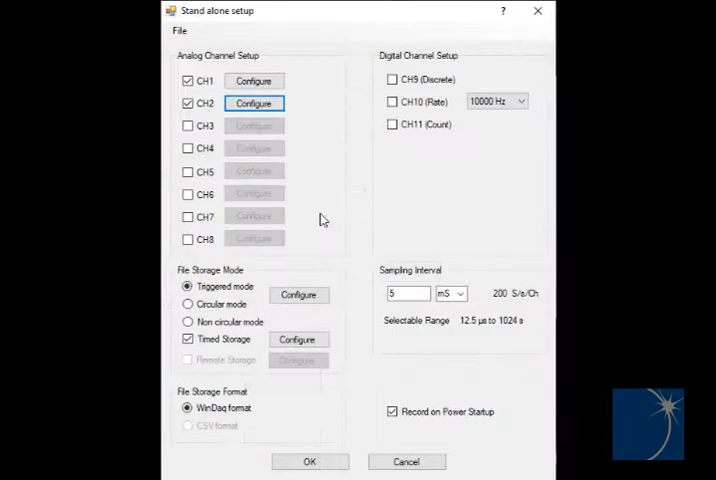 Stand alone setup
?
File
Analog Channel Setup
CH1 Configure
CH2 Configure
CH3 Configure
CH4 Configure
CH5 Configure
CH6 Configure
CH7 Configure
CH8 Configure
Digital Channel Setup
CH9 (Discrete)
CH10 (Rate) 10000 Hz
CH11 (Count)
File Storage Mode
Triggered mode
Configure
Circular mode
Non circular mode
Timed Storage Configure
Remote Storage Configure
Sampling Interval
5 mS 200 S/s/Ch
Selectable Range 12.5 µs to 1024 s
File Storage Format
WinDaq format
CSV format
Record on Power Startup
OK Cancel